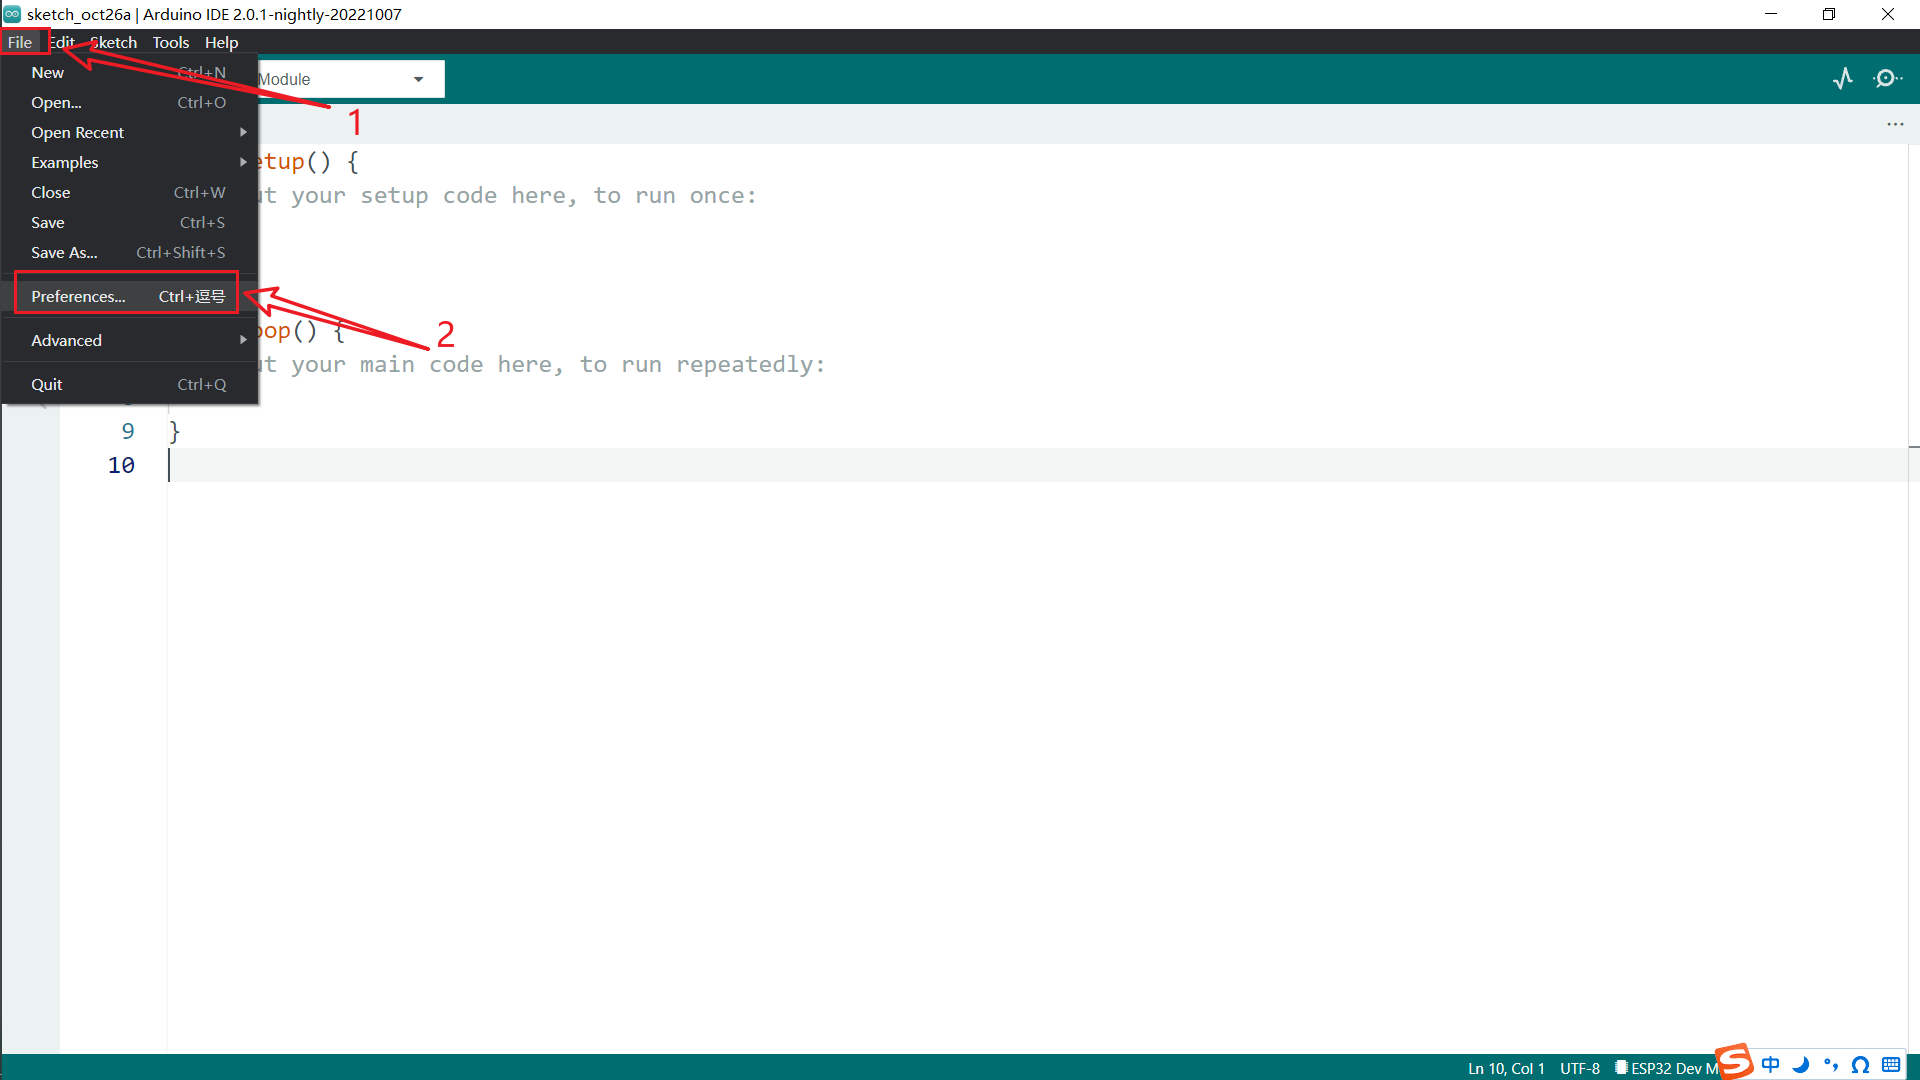 sketch_oct26a | Arduino IDE 2.0.1-nightly-20221007
File Edit Sketch Tools Help
New Ctrl+N
Module
Open... Ctrl+O
1
Open Recent
Examples
etup() {
Close Ctrl+W
ut your setup code here, to run once:
Save Ctrl+S
Save As... Ctrl+Shift+S
Preferences... Ctrl+逗号
2
oop() {
Advanced
ut your main code here, to run repeatedly:
Quit Ctrl+Q
9 }
10
Ln 10, Col 1 UTF-8 ESP32 Dev M
S 中